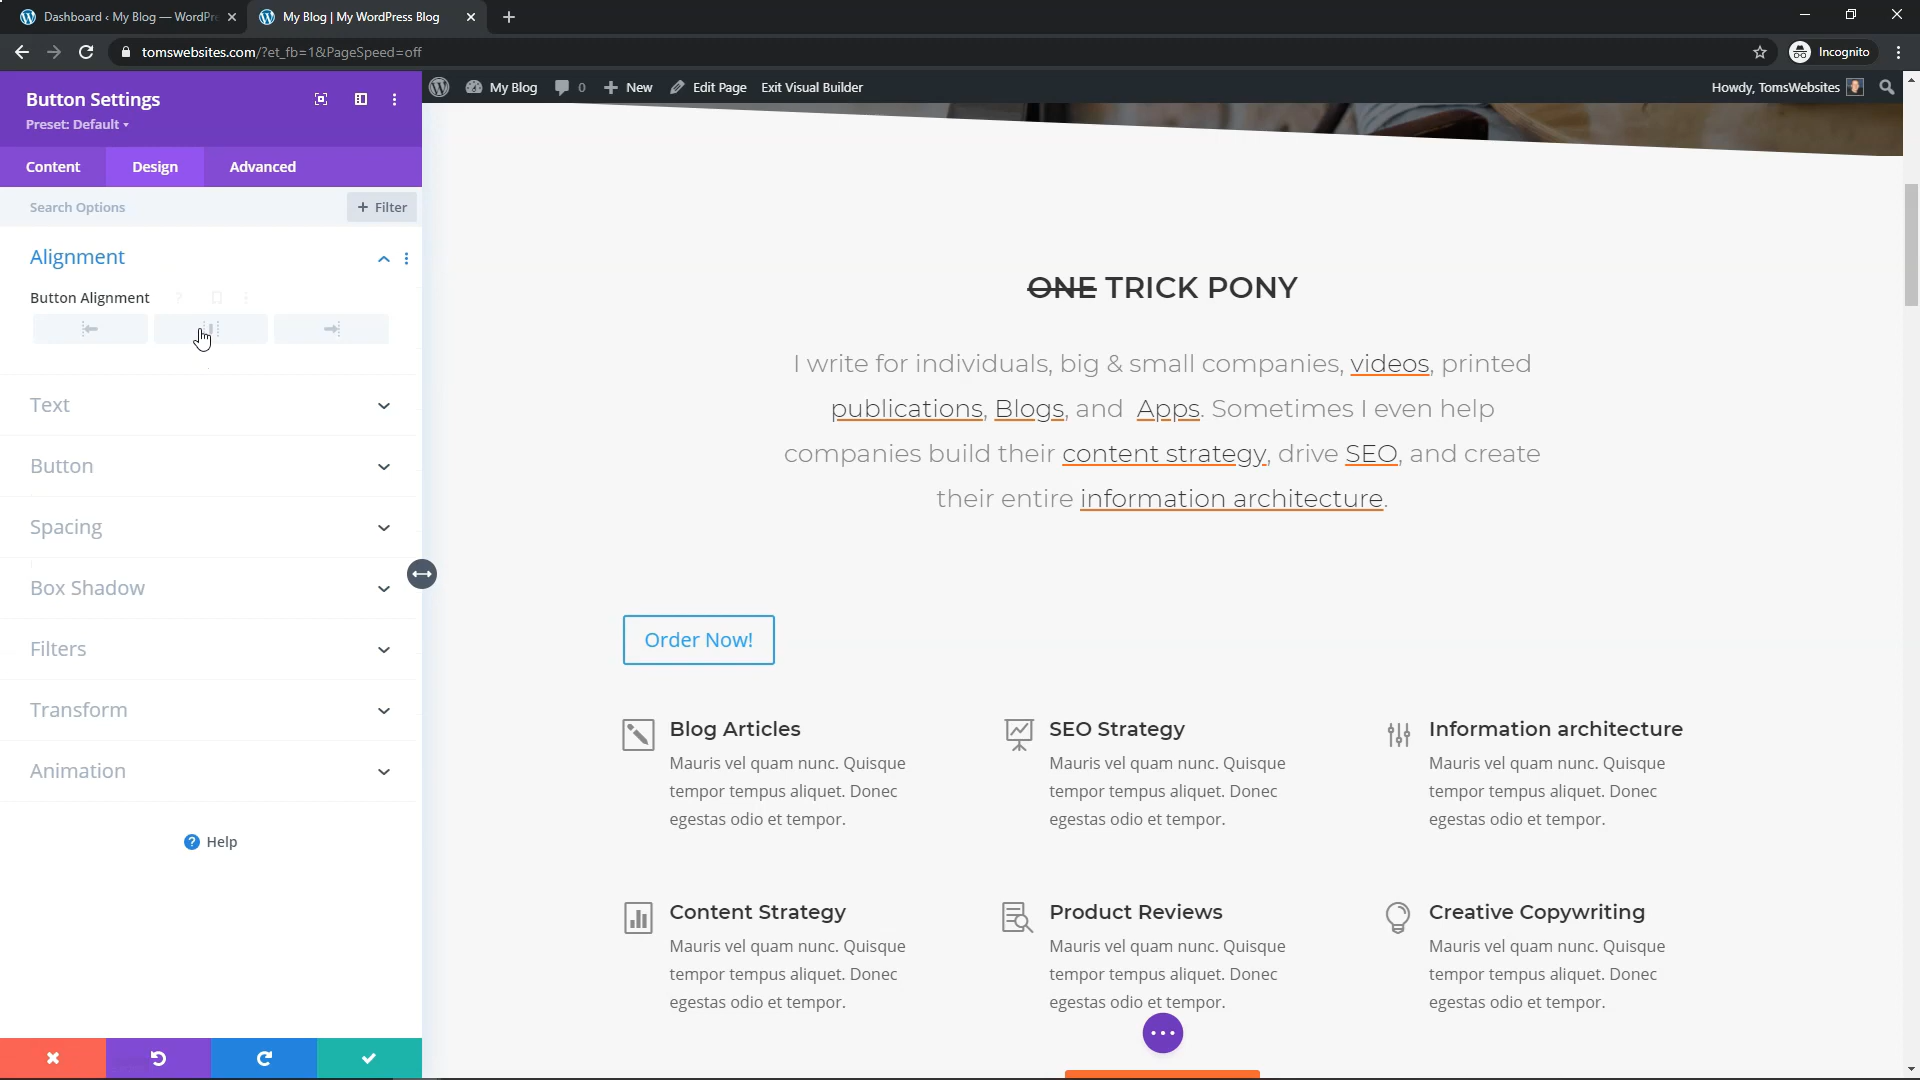 Dashboard ‹ My Blog — WordPre
My Blog | My WordPress Blog
tomswebsites.com/?et_fb=1&PageSpeed=off
Incognito
Button Settings
Preset: Default
My Blog
0
New
Edit Page
Exit Visual Builder
Howdy, TomsWebsites
Content
Design
Advanced
Search Options
+ Filter
Alignment
Button Alignment
Text
Button
Spacing
Box Shadow
Filters
Transform
Animation
Help
ONE TRICK PONY
I write for individuals, big & small companies, videos, printed
publications, Blogs, and Apps. Sometimes I even help
companies build their content strategy, drive SEO, and create
their entire information architecture.
Order Now!
Blog Articles
Mauris vel quam nunc. Quisque
tempor tempus aliquet. Donec
egestas odio et tempor.
SEO Strategy
Mauris vel quam nunc. Quisque
tempor tempus aliquet. Donec
egestas odio et tempor.
Information architecture
Mauris vel quam nunc. Quisque
tempor tempus aliquet. Donec
egestas odio et tempor.
Content Strategy
Mauris vel quam nunc. Quisque
tempor tempus aliquet. Donec
egestas odio et tempor.
Product Reviews
Mauris vel quam nunc. Quisque
tempor tempus aliquet. Donec
egestas odio et tempor.
Creative Copywriting
Mauris vel quam nunc. Quisque
tempor tempus aliquet. Donec
egestas odio et tempor.